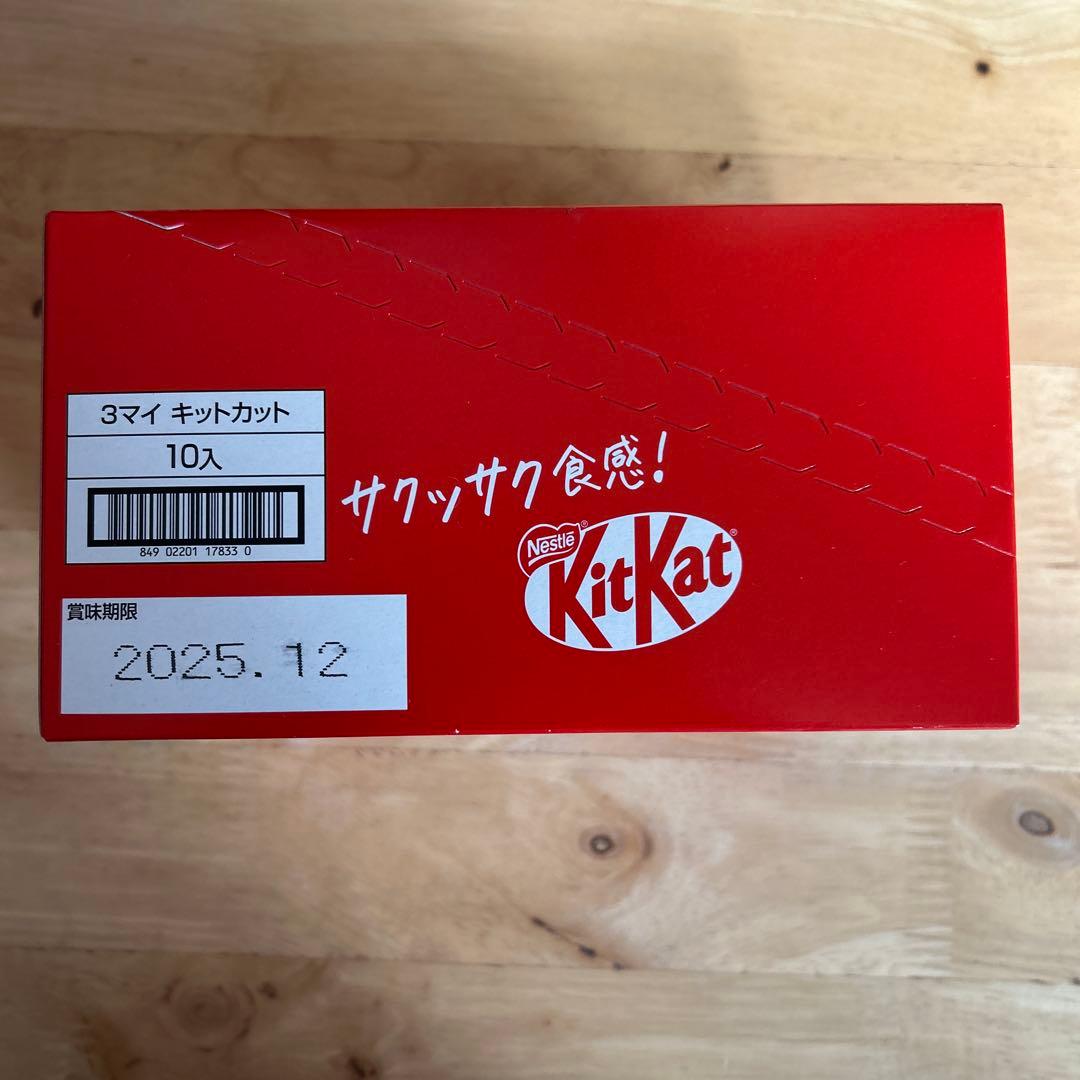 3マイ キットカット
10入
849 02201 17833 0
賞味期限
2025.12
サクッサク食感!
Nestlé®
KitKat®